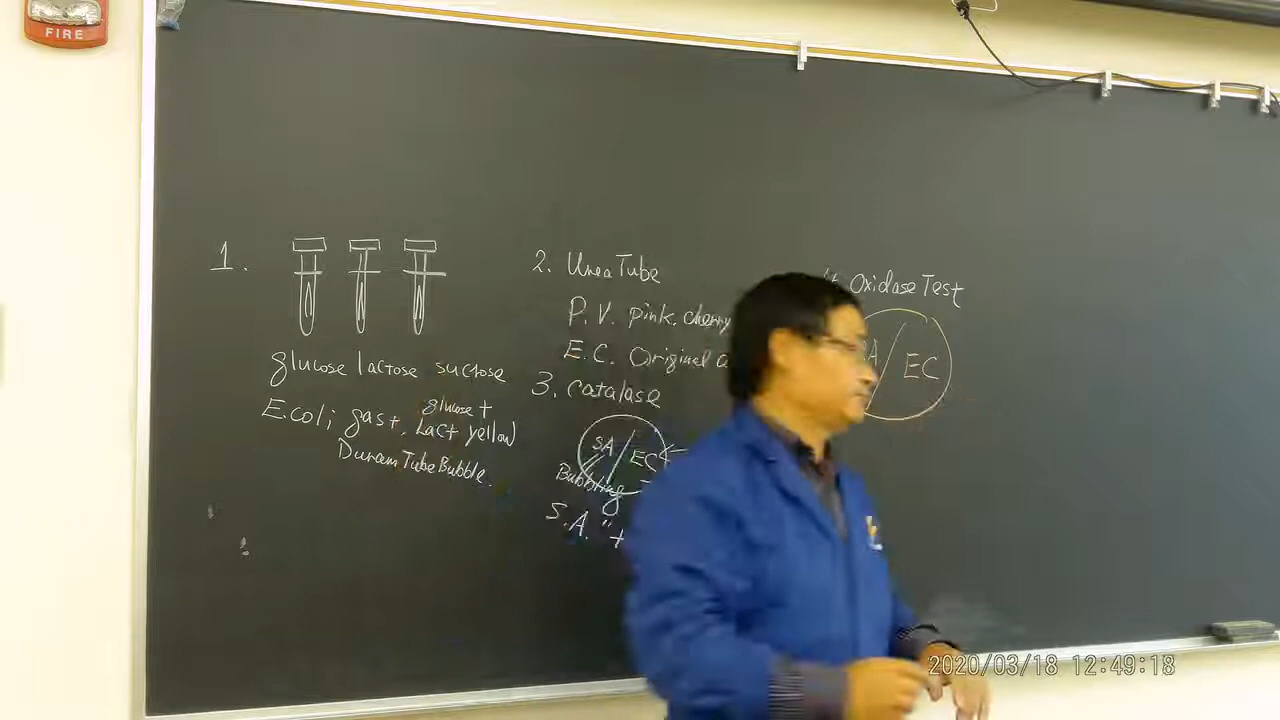 FIRE
1.
glucose lactose sucrose
E.coli; gas+, glucose +
Lact yellow
Duram Tube Bubble.
2. Urea Tube
P.V. pink. cherry
E.C. Original
3. catalase
SA / EC
Bubbling
S.A. "+
Oxidase Test
A / EC
2020/03/18 12:49:18